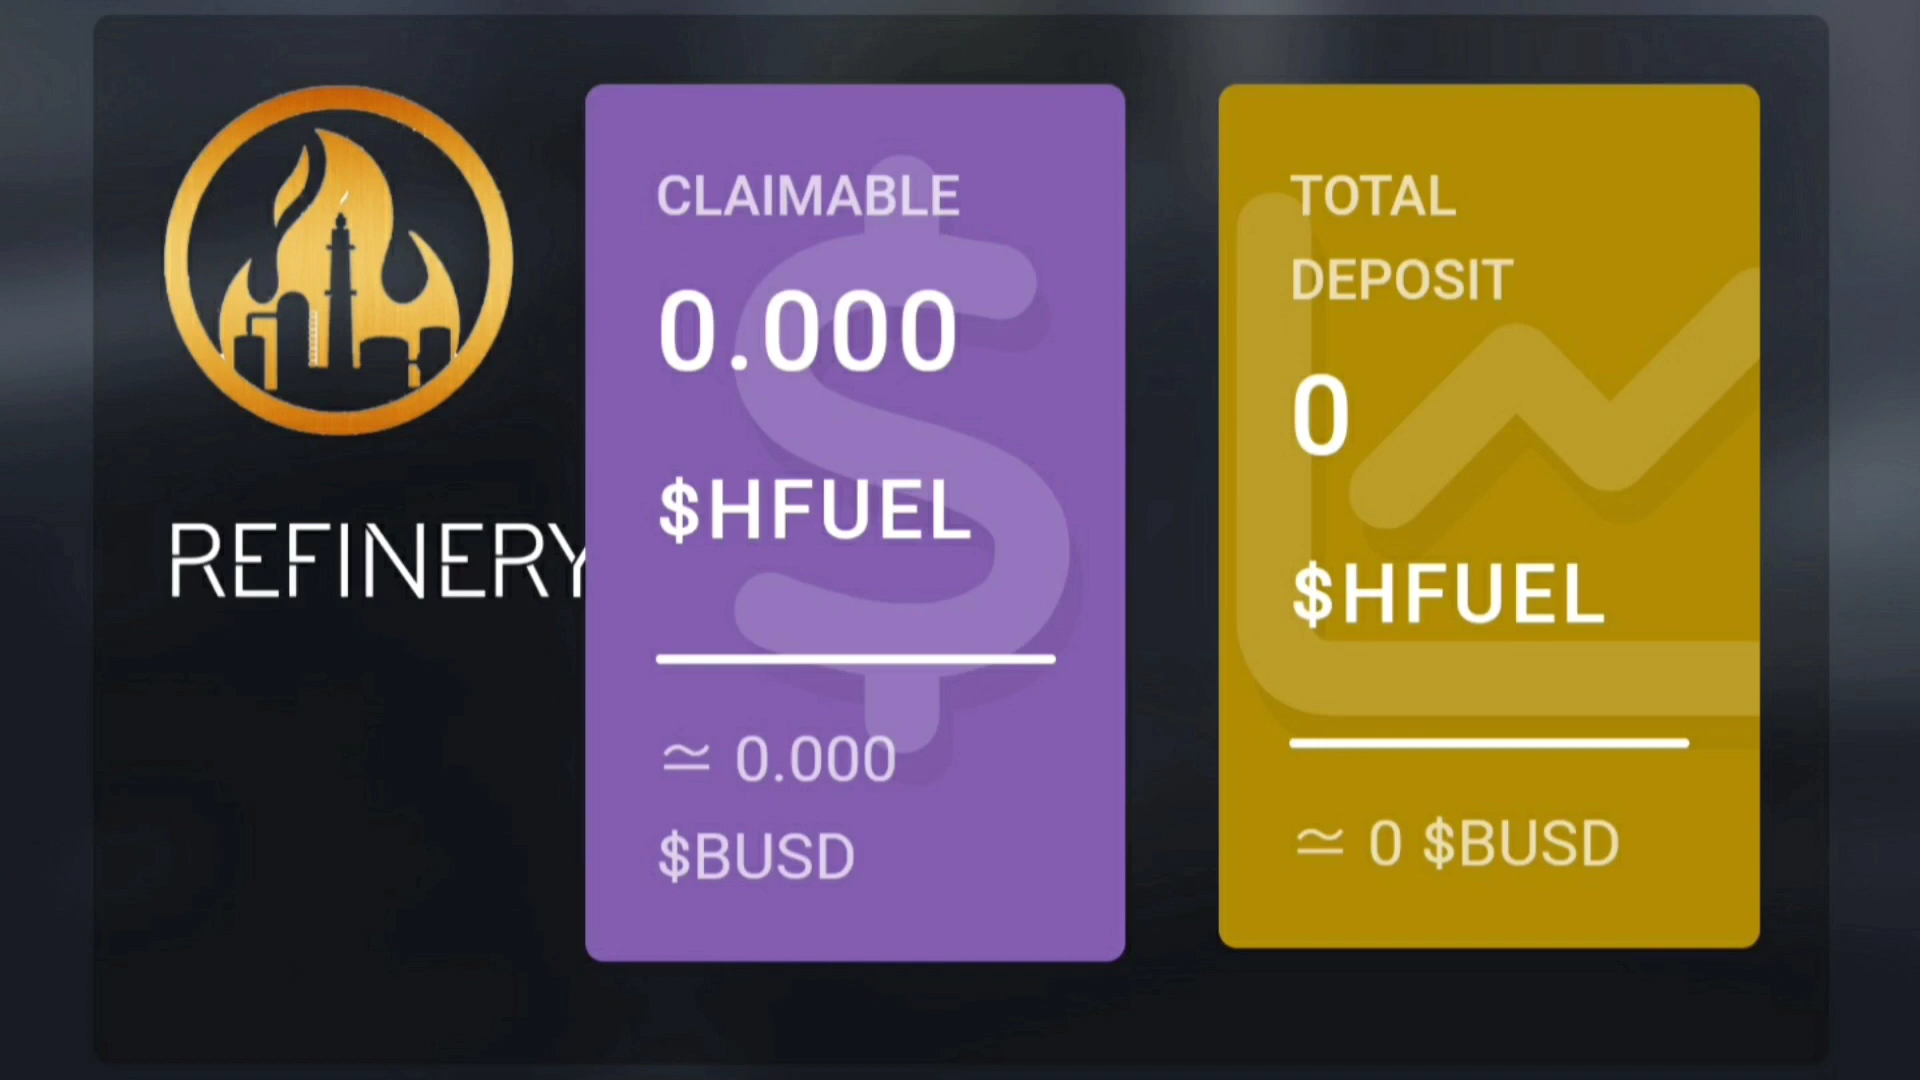 REFINERY
CLAIMABLE
0.000
$HFUEL
≃ 0.000
$BUSD
TOTAL
DEPOSIT
0
$HFUEL
≃ 0 $BUSD